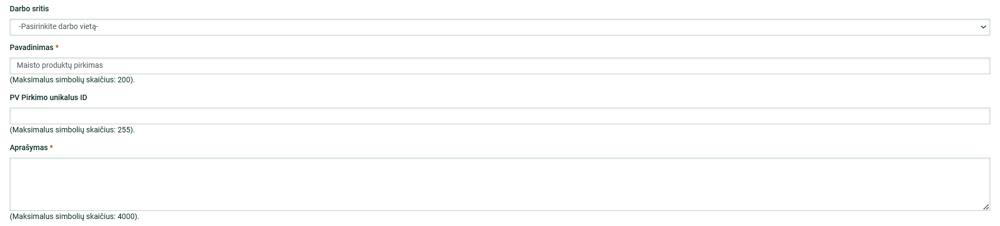 Darbo sritis
-Pasirinkite darbo vietą-
Pavadinimas *
Maisto produktų pirkimas
(Maksimalus simbolių skaičius: 200).
PV Pirkimo unikalus ID
(Maksimalus simbolių skaičius: 255).
Aprašymas *
(Maksimalus simbolių skaičius: 4000).